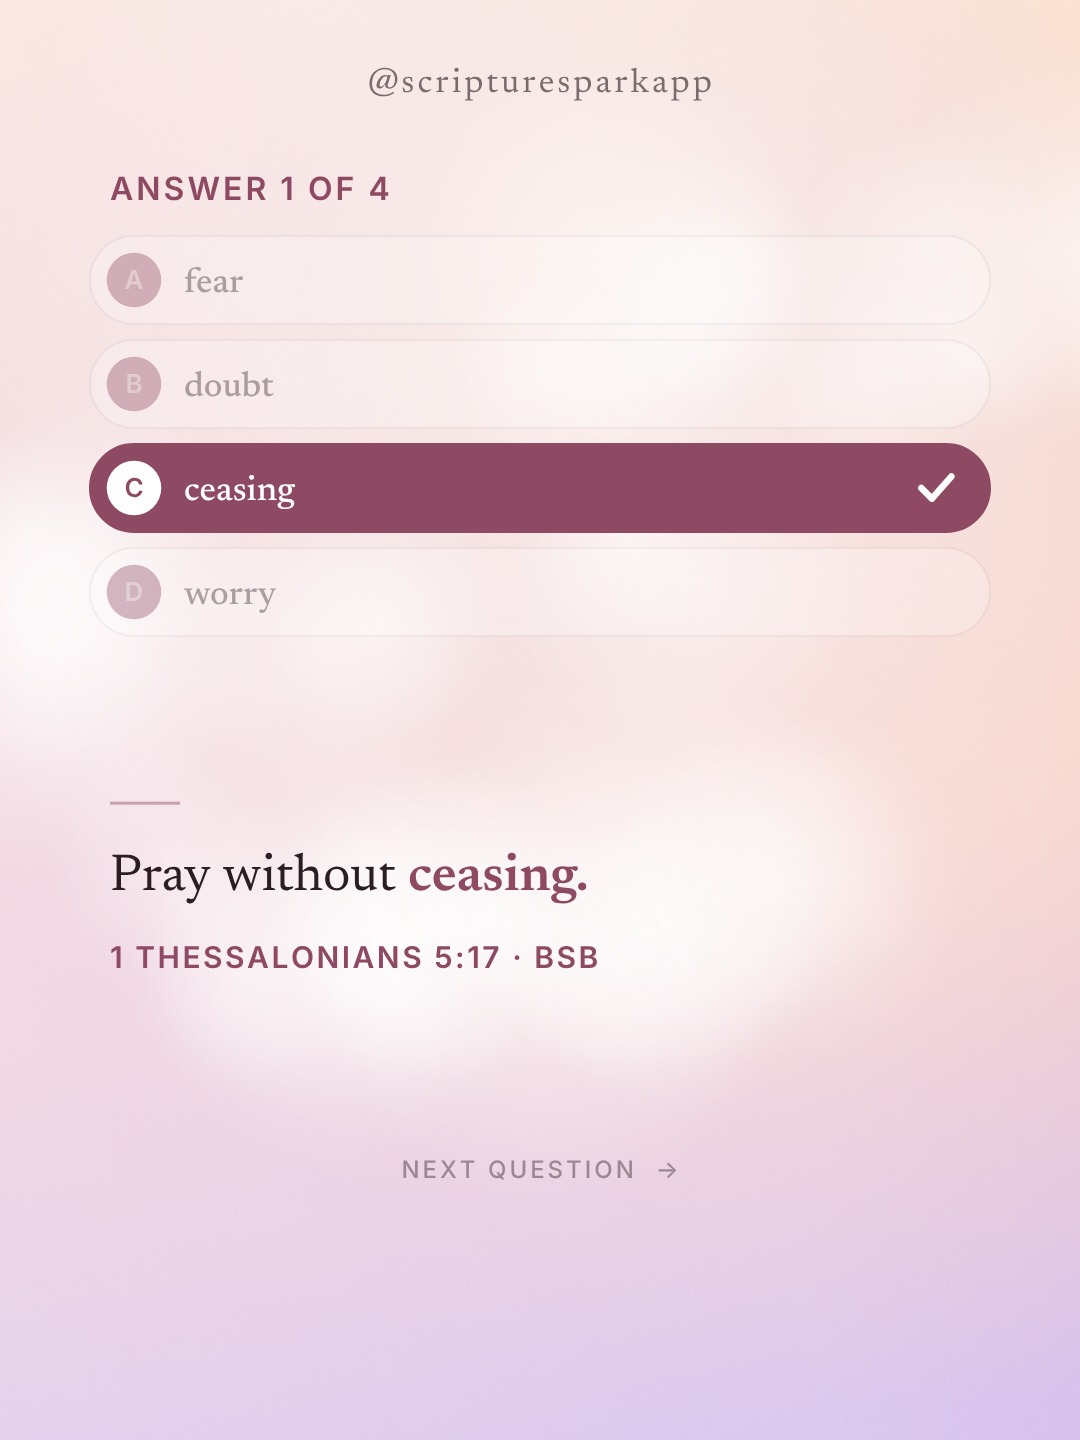 @scripturesparkapp
ANSWER 1 OF 4
A fear
B doubt
C ceasing
D worry
Pray without ceasing.
1 THESSALONIANS 5:17 · BSB
NEXT QUESTION →